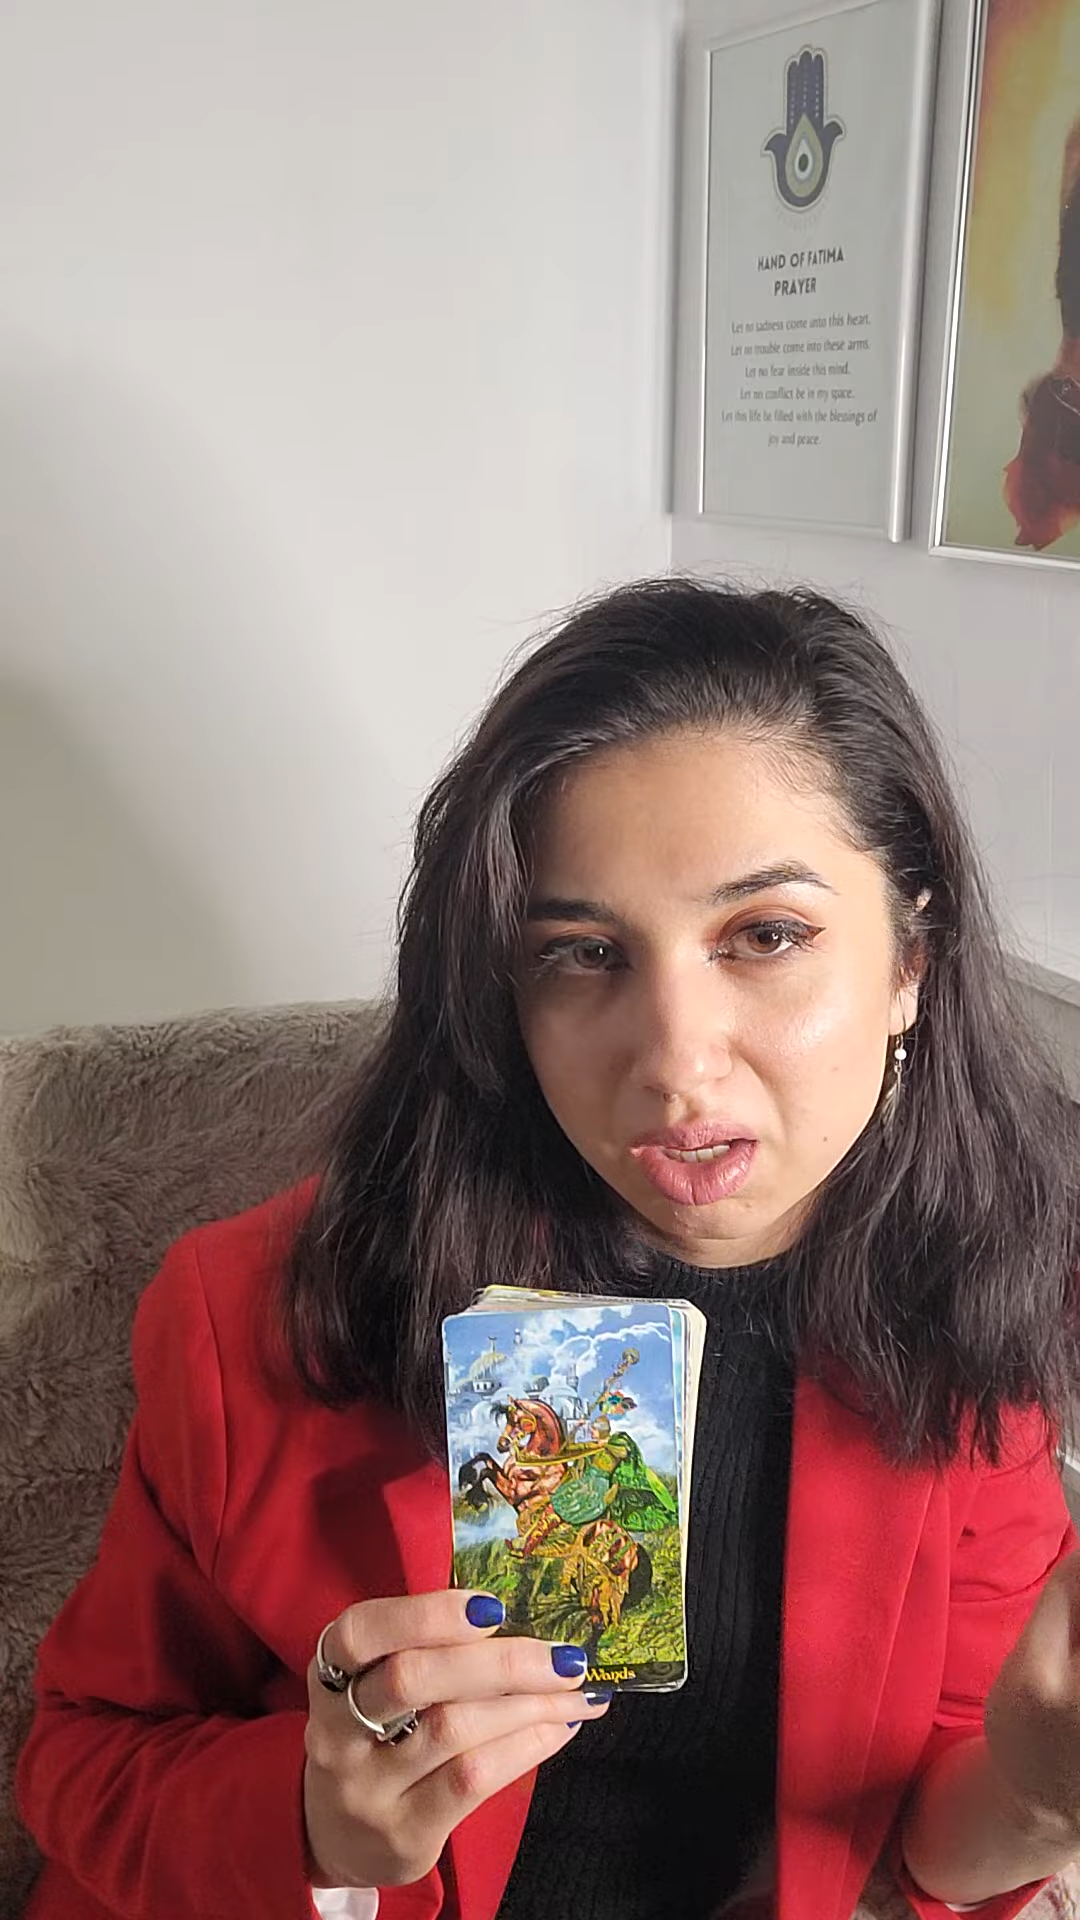 HAND OF FATIMA
PRAYER
Let no sadness come into this heart.
Let no trouble come into these arms.
Let no fear inside this mind.
Let no conflict be in my space.
Let this life be filled with the blessings of
joy and peace.
Wands